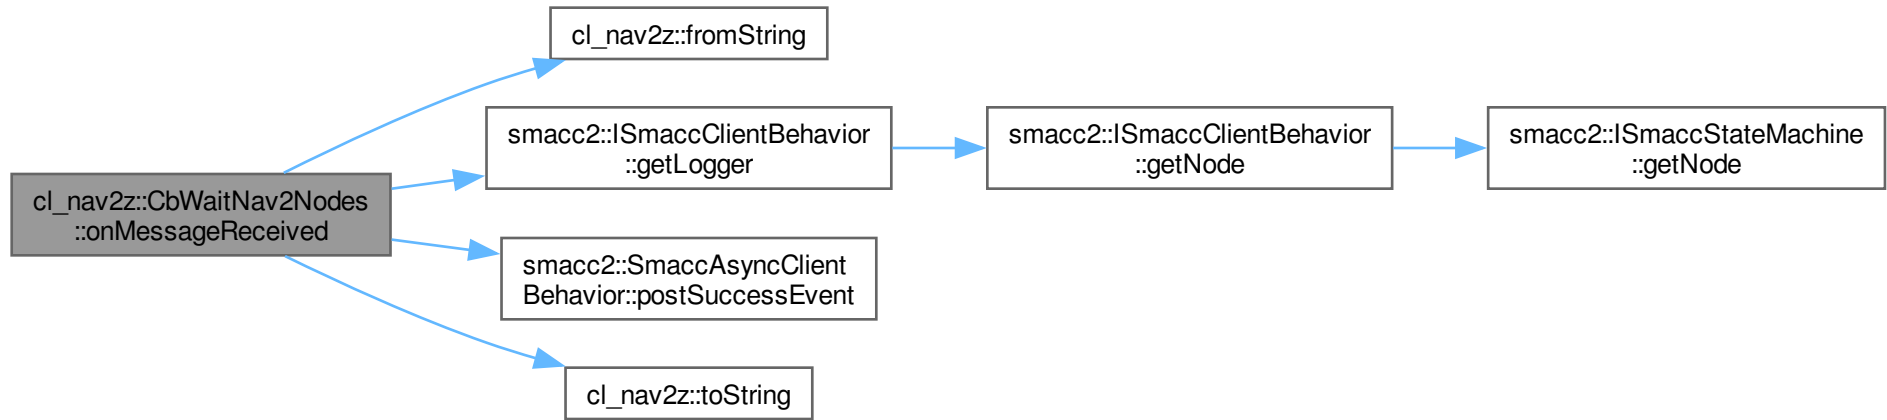 cl_nav2z::fromString
smacc2::ISmaccClientBehavior
::getLogger
smacc2::ISmaccClientBehavior
::getNode
smacc2::ISmaccStateMachine
::getNode
cl_nav2z::CbWaitNav2Nodes
::onMessageReceived
smacc2::SmaccAsyncClient
Behavior::postSuccessEvent
cl_nav2z::toString